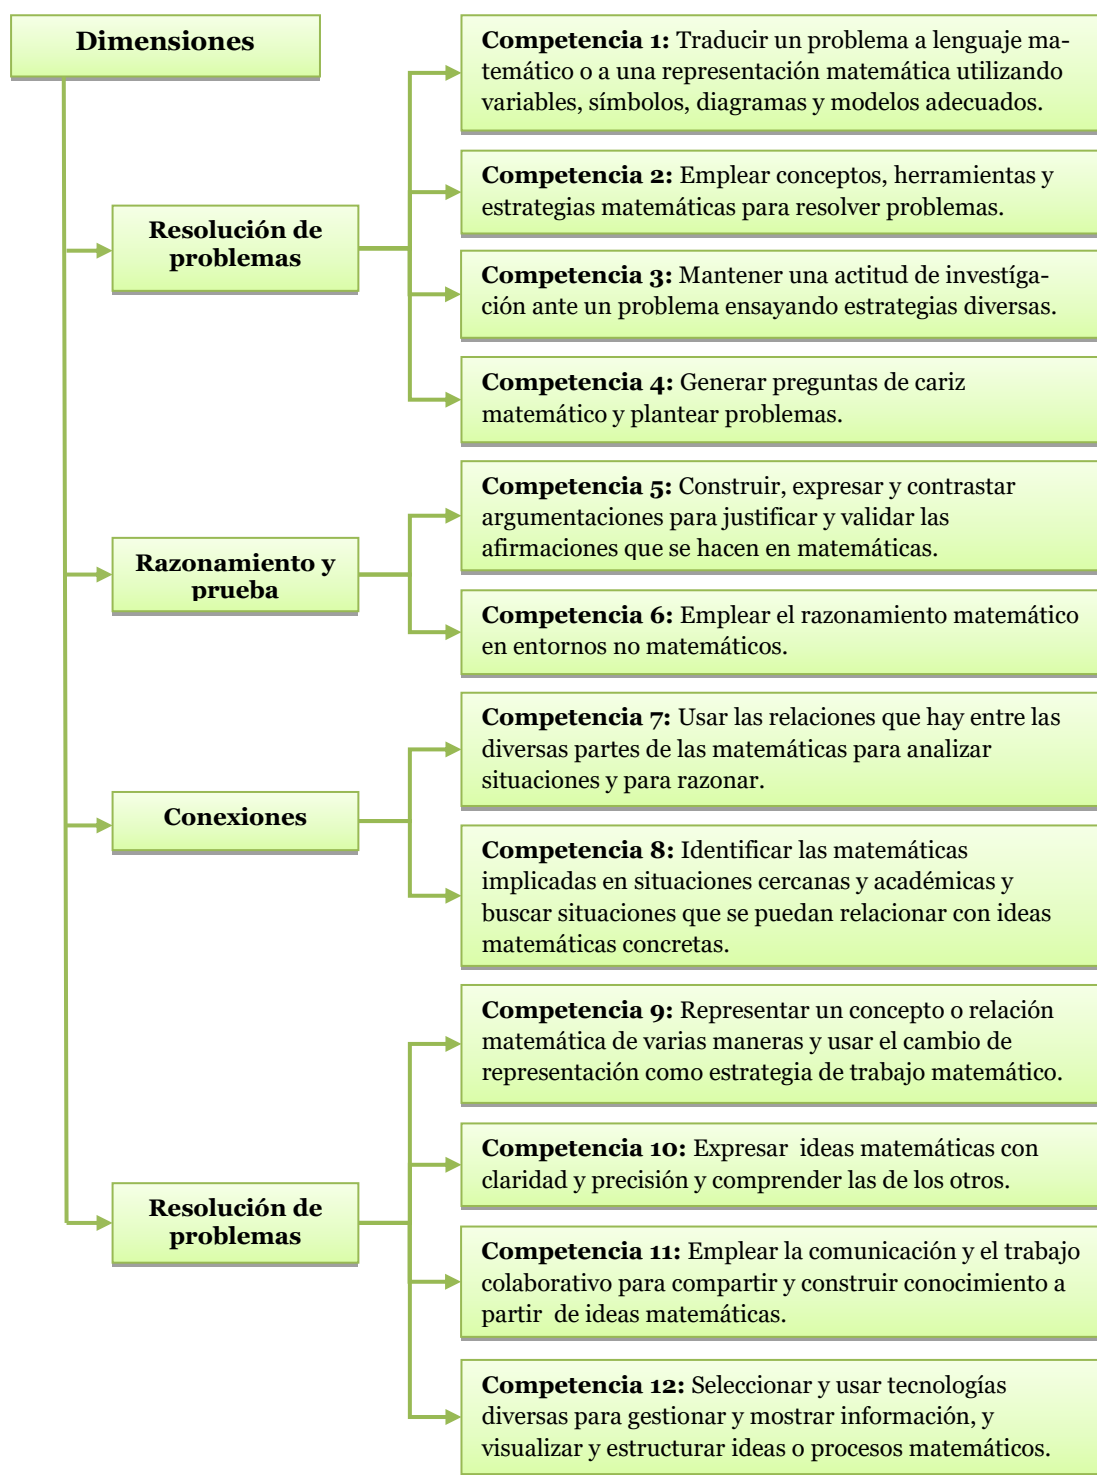 Dimensiones
Competencia 1: Traducir un problema a lenguaje ma-
temático o a una representación matemática utilizando
variables, símbolos, diagramas y modelos adecuados.
Competencia 2: Emplear conceptos, herramientas y
estrategias matemáticas para resolver problemas.
Resolución de
problemas
Competencia 3: Mantener una actitud de investíga-
ción ante un problema ensayando estrategias diversas.
Competencia 4: Generar preguntas de cariz
matemático y plantear problemas.
Competencia 5: Construir, expresar y contrastar
argumentaciones para justificar y validar las
afirmaciones que se hacen en matemáticas.
Razonamiento y
prueba
Competencia 6: Emplear el razonamiento matemático
en entornos no matemáticos.
Competencia 7: Usar las relaciones que hay entre las
diversas partes de las matemáticas para analizar
situaciones y para razonar.
Conexiones
Competencia 8: Identificar las matemáticas
implicadas en situaciones cercanas y académicas y
buscar situaciones que se puedan relacionar con ideas
matemáticas concretas.
Competencia 9: Representar un concepto o relación
matemática de varias maneras y usar el cambio de
representación como estrategia de trabajo matemático.
Competencia 10: Expresar ideas matemáticas con
claridad y precisión y comprender las de los otros.
Resolución de
problemas
Competencia 11: Emplear la comunicación y el trabajo
colaborativo para compartir y construir conocimiento a
partir de ideas matemáticas.
Competencia 12: Seleccionar y usar tecnologías
diversas para gestionar y mostrar información, y
visualizar y estructurar ideas o procesos matemáticos.